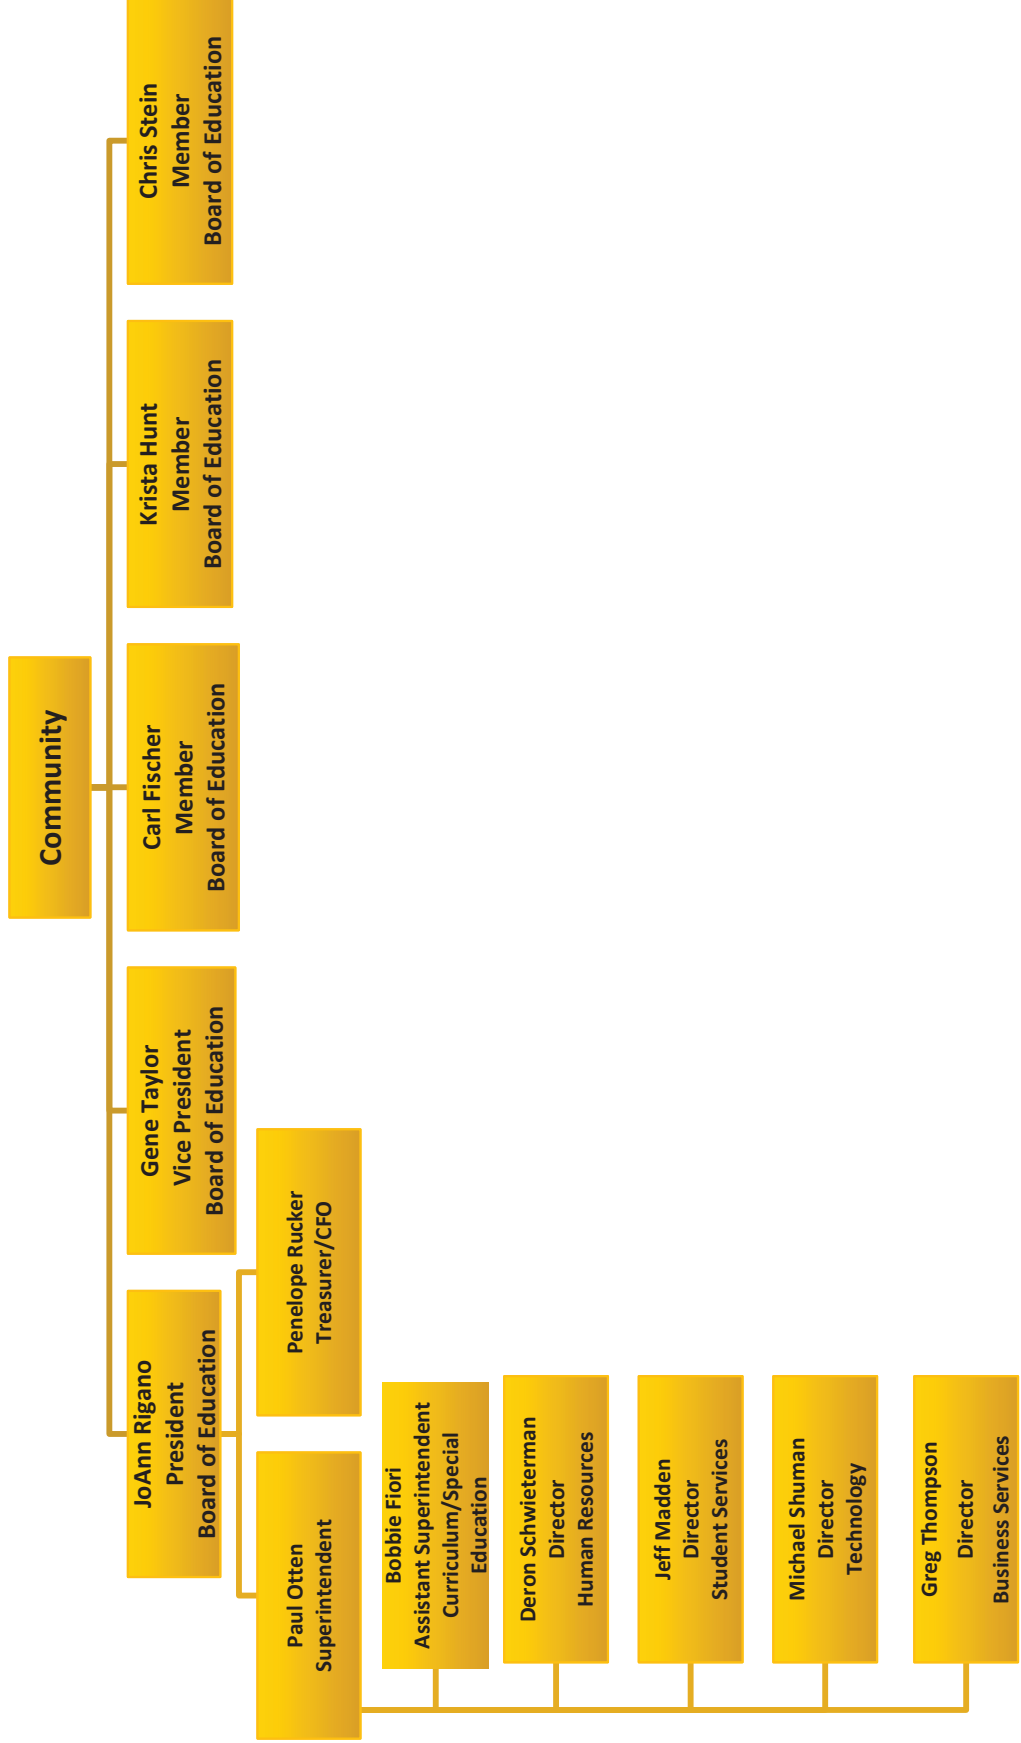 Community
JoAnn Rigano
President
Board of Education
Gene Taylor
Vice President
Board of Education
Carl Fischer
Member
Board of Education
Krista Hunt
Member
Board of Education
Chris Stein
Member
Board of Education
Paul Otten
Superintendent
Penelope Rucker
Treasurer/CFO
Bobbie Fiori
Assistant Superintendent
Curriculum/Special
Education
Deron Schwieterman
Director
Human Resources
Jeff Madden
Director
Student Services
Michael Shuman
Director
Technology
Greg Thompson
Director
Business Services